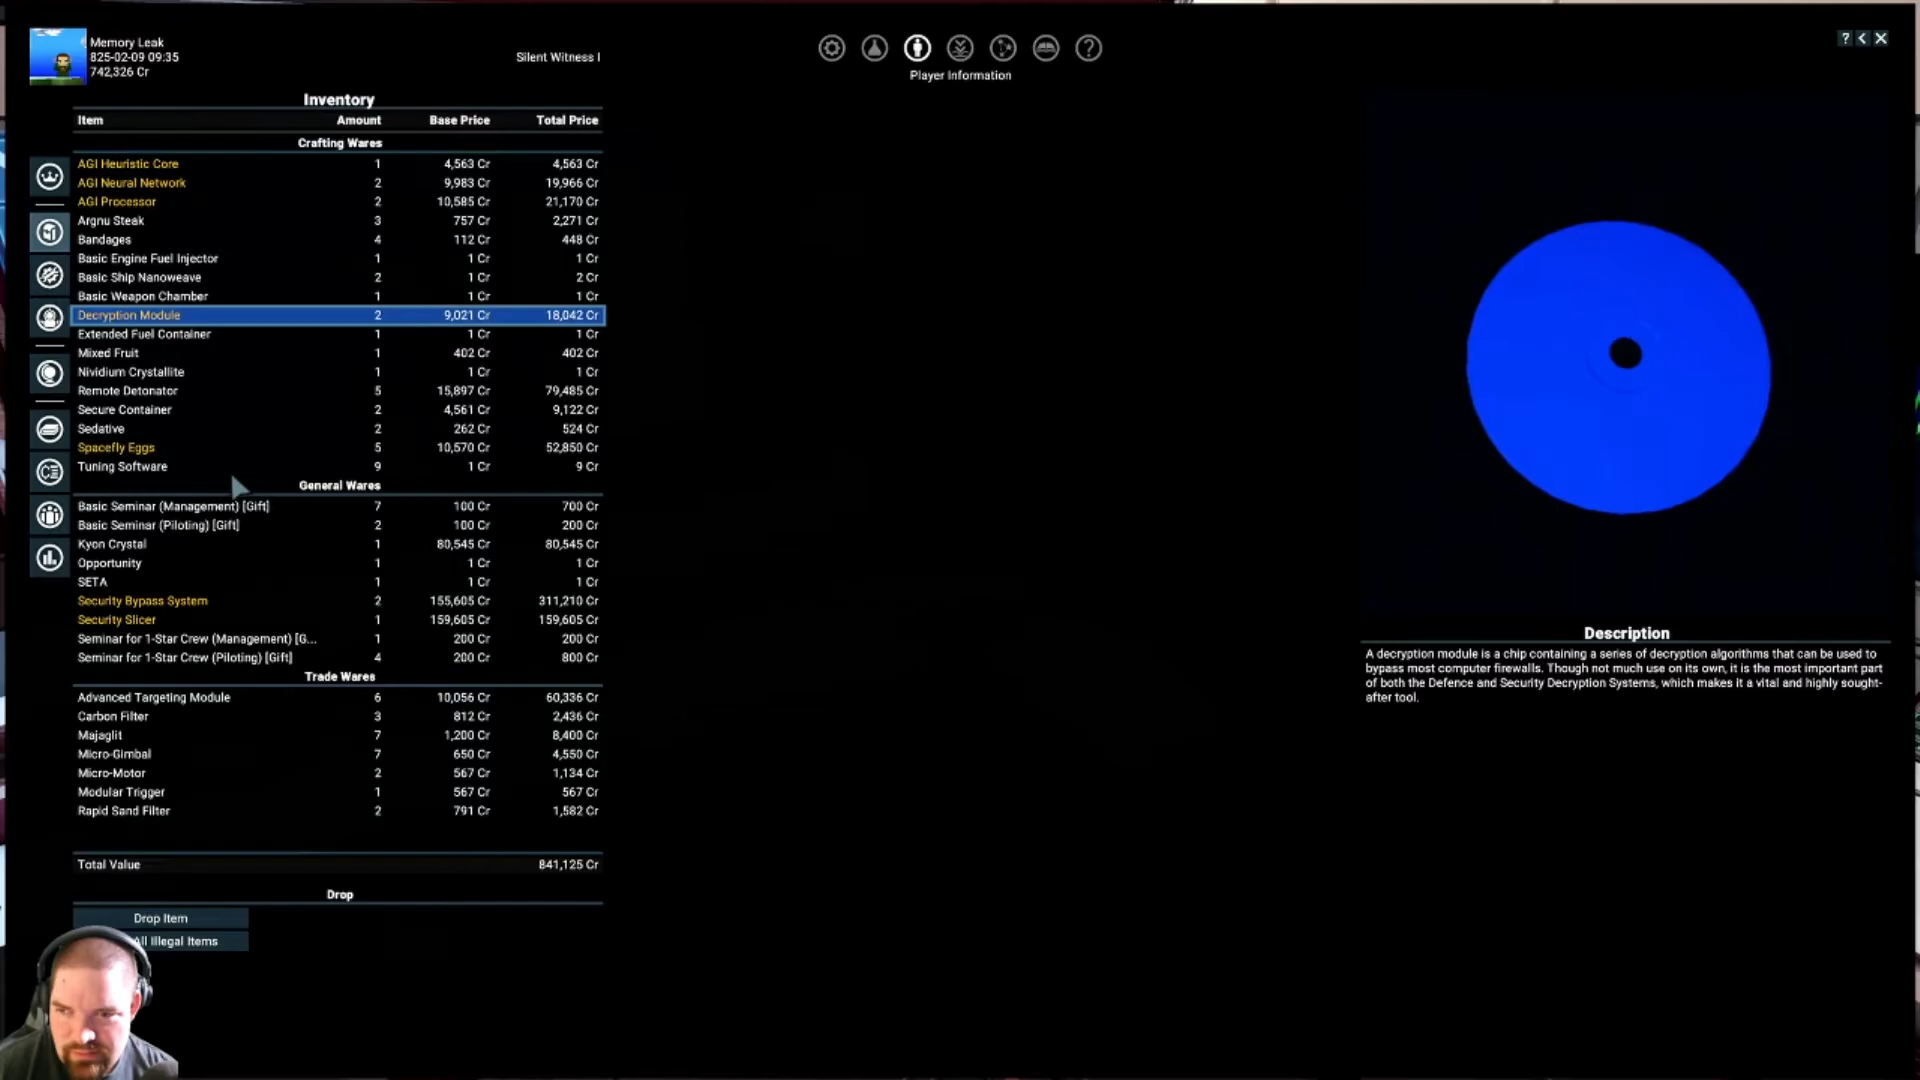 Memory Leak
825-02-09 09:35
742,326 Cr
Silent Witness I
Player Information
? < X
Inventory
Item Amount Base Price Total Price
Crafting Wares
AGI Heuristic Core 1 4,563 Cr 4,563 Cr
AGI Neural Network 2 9,983 Cr 19,966 Cr
AGI Processor 2 10,585 Cr 21,170 Cr
Argnu Steak 3 757 Cr 2,271 Cr
Bandages 4 112 Cr 448 Cr
Basic Engine Fuel Injector 1 1 Cr 1 Cr
Basic Ship Nanoweave 2 1 Cr 2 Cr
Basic Weapon Chamber 1 1 Cr 1 Cr
Decryption Module 2 9,021 Cr 18,042 Cr
Extended Fuel Container 1 1 Cr 1 Cr
Mixed Fruit 1 402 Cr 402 Cr
Nividium Crystallite 1 1 Cr 1 Cr
Remote Detonator 5 15,897 Cr 79,485 Cr
Secure Container 2 4,561 Cr 9,122 Cr
Sedative 2 262 Cr 524 Cr
Spacefly Eggs 5 10,570 Cr 52,850 Cr
Tuning Software 9 1 Cr 9 Cr
General Wares
Basic Seminar (Management) [Gift] 7 100 Cr 700 Cr
Basic Seminar (Piloting) [Gift] 2 100 Cr 200 Cr
Kyon Crystal 1 80,545 Cr 80,545 Cr
Opportunity 1 1 Cr 1 Cr
SETA 1 1 Cr 1 Cr
Security Bypass System 2 155,605 Cr 311,210 Cr
Security Slicer 1 159,605 Cr 159,605 Cr
Seminar for 1-Star Crew (Management) [G... 1 200 Cr 200 Cr
Seminar for 1-Star Crew (Piloting) [Gift] 4 200 Cr 800 Cr
Trade Wares
Advanced Targeting Module 6 10,056 Cr 60,336 Cr
Carbon Filter 3 812 Cr 2,436 Cr
Majaglit 7 1,200 Cr 8,400 Cr
Micro-Gimbal 7 650 Cr 4,550 Cr
Micro-Motor 2 567 Cr 1,134 Cr
Modular Trigger 1 567 Cr 567 Cr
Rapid Sand Filter 2 791 Cr 1,582 Cr
Total Value 841,125 Cr
Drop
Drop Item
All Illegal Items
Description
A decryption module is a chip containing a series of decryption algorithms that can be used to
bypass most computer firewalls. Though not much use on its own, it is the most important part
of both the Defence and Security Decryption Systems, which makes it a vital and highly sought-
after tool.